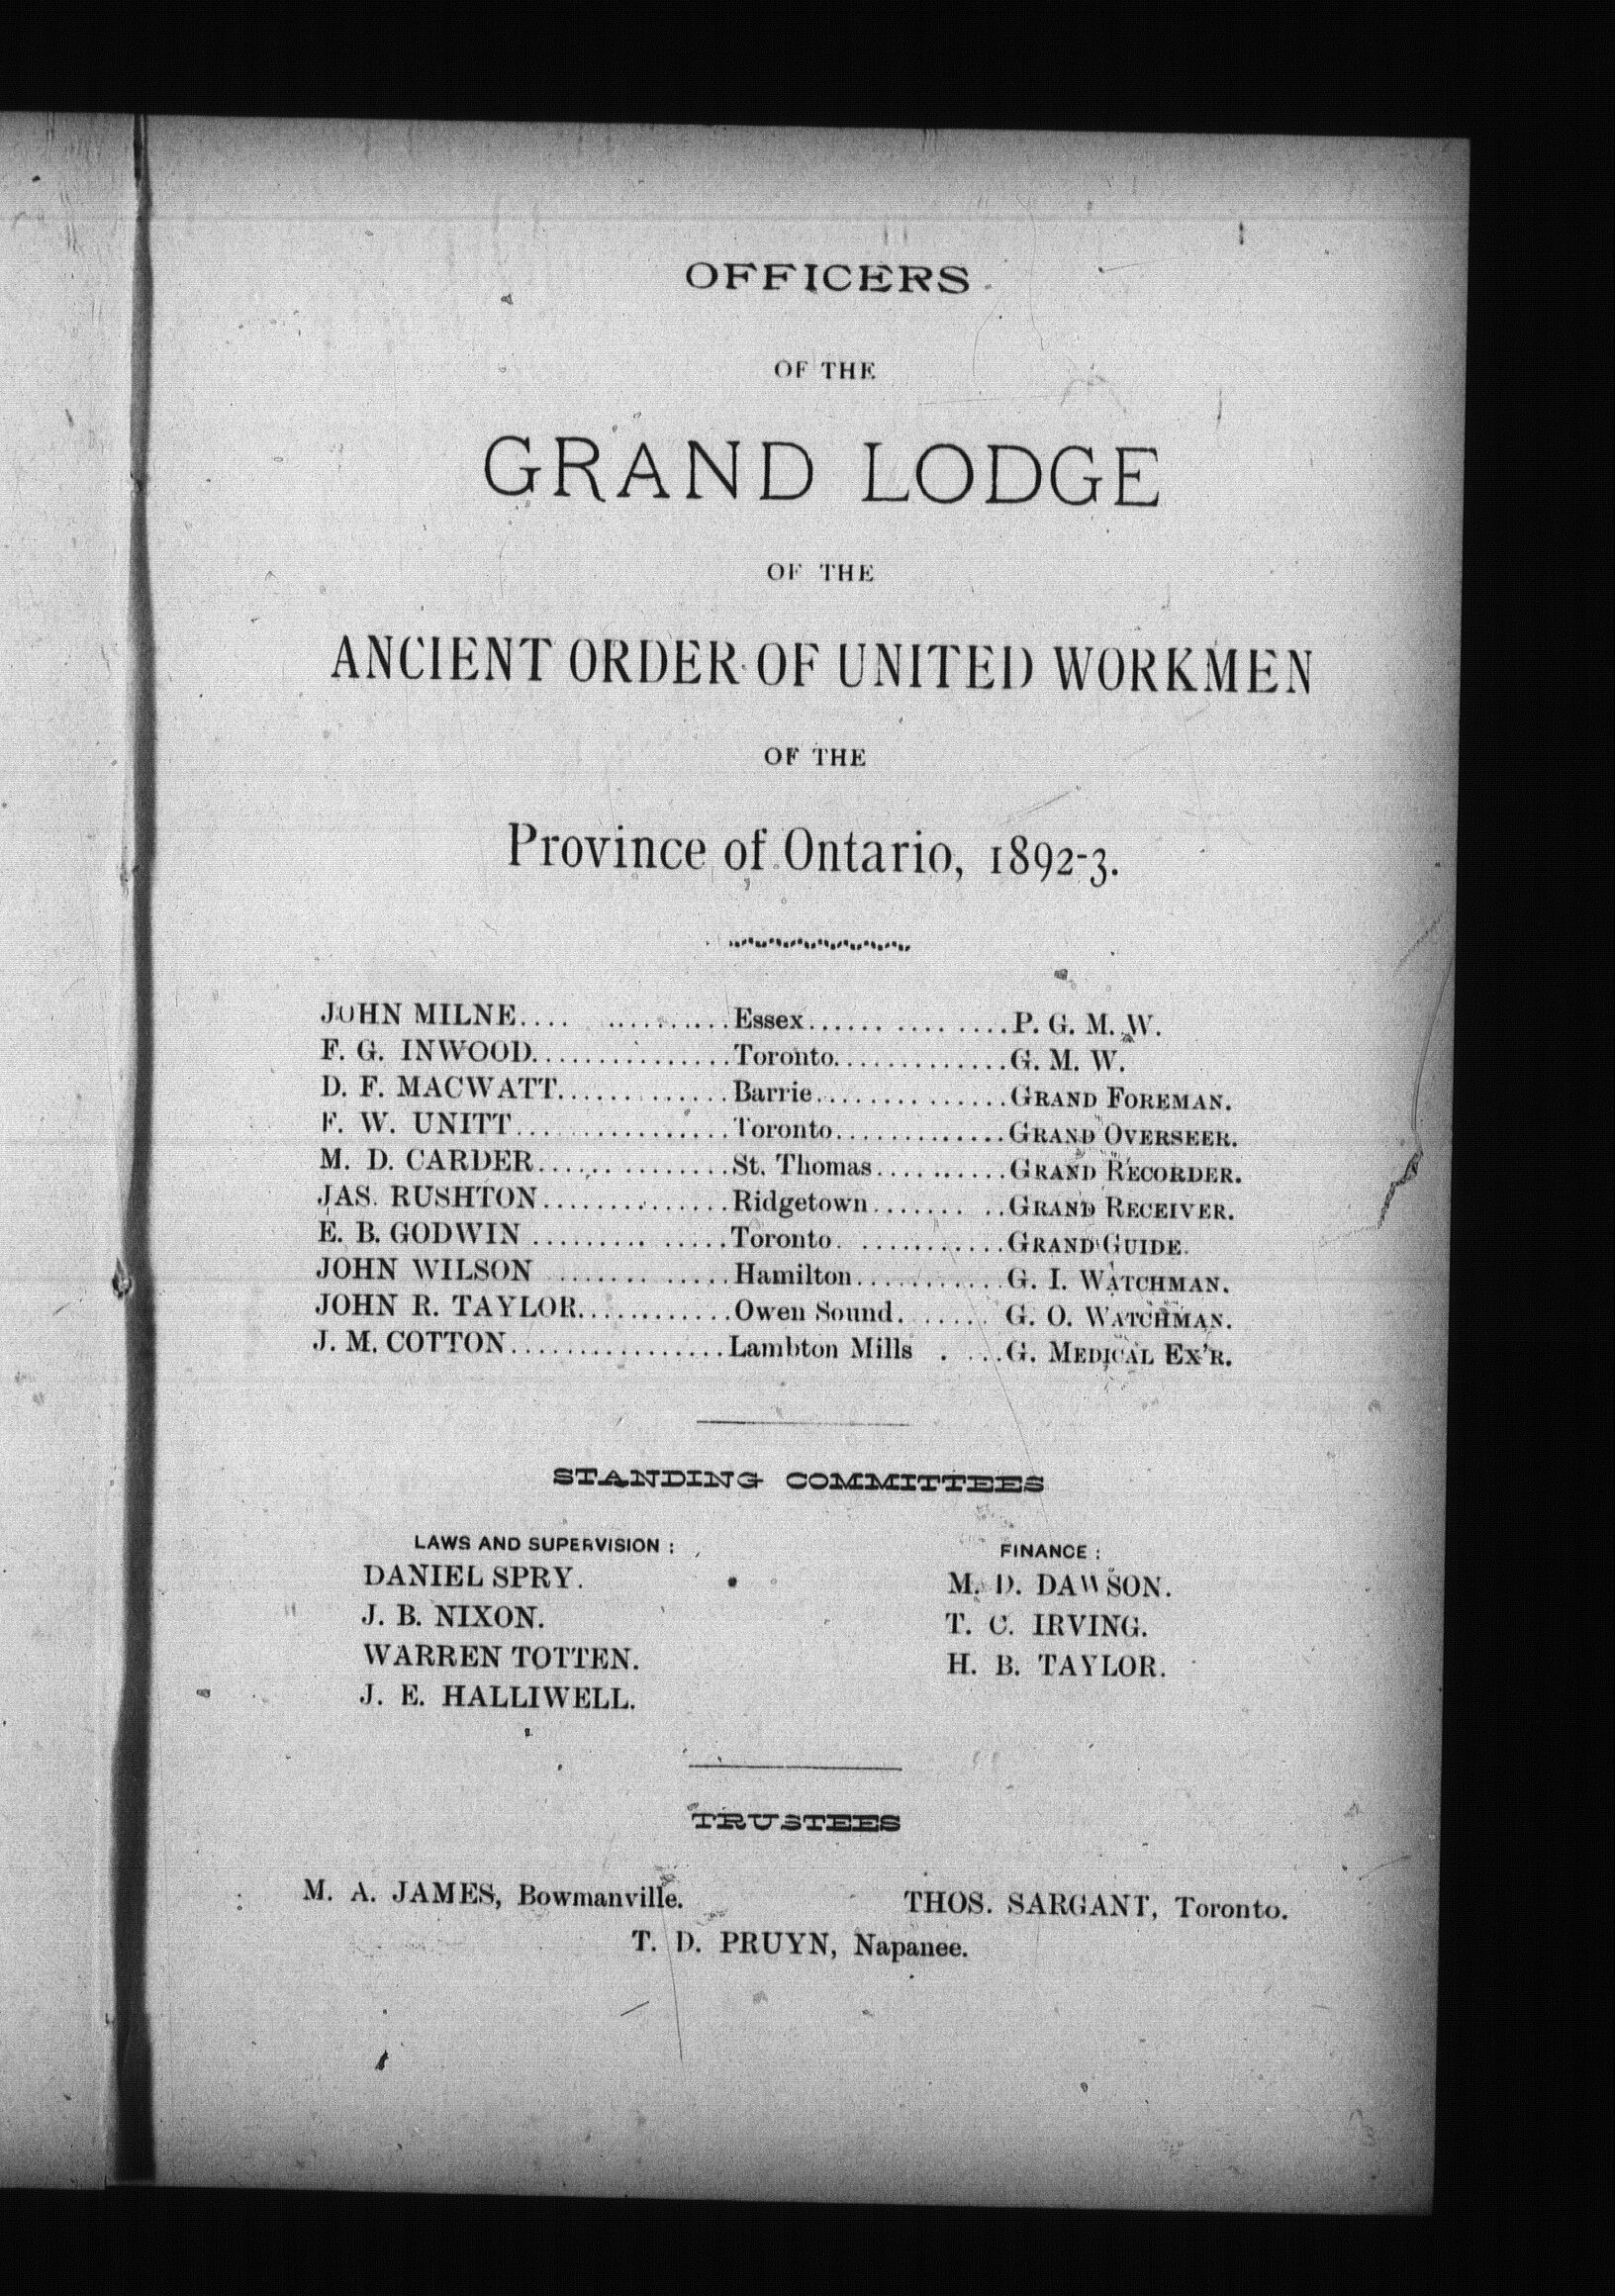 OFFICERS
OF THE
GRAND LODGE
OF THE
ANCIENT ORDER OF UNITED WORKMEN
OF THE
Province of Ontario, 1892-3.
JOHN MILNE.... ..........Essex...... .... ....P. G. M. W.
F. G. INWOOD..............Toronto.............G. M. W.
D. F. MACWATT............Barrie..............GRAND FOREMAN.
F. W. UNITT...............Toronto.............GRAND OVERSEER.
M. D. CARDER..............St. Thomas.........GRAND RECORDER.
JAS. RUSHTON.............Ridgetown....... ..GRAND RECEIVER.
E. B. GODWIN ......... .....Toronto. ...........GRAND GUIDE.
JOHN WILSON ....... .....Hamilton...........G. I. WATCHMAN.
JOHN R. TAYLOR...........Owen Sound. ..... G. O. WATCHMAN.
J. M. COTTON................Lambton Mills . ...G. MEDICAL EX'R.
STANDING COMMITTEES
LAWS AND SUPERVISION :
DANIEL SPRY.
J. B. NIXON.
WARREN TOTTEN.
J. E. HALLIWELL.
FINANCE :
M. D. DAWSON.
T. C. IRVING.
H. B. TAYLOR.
TRUSTEES
M. A. JAMES, Bowmanville. THOS. SARGANT, Toronto.
T. D. PRUYN, Napanee.